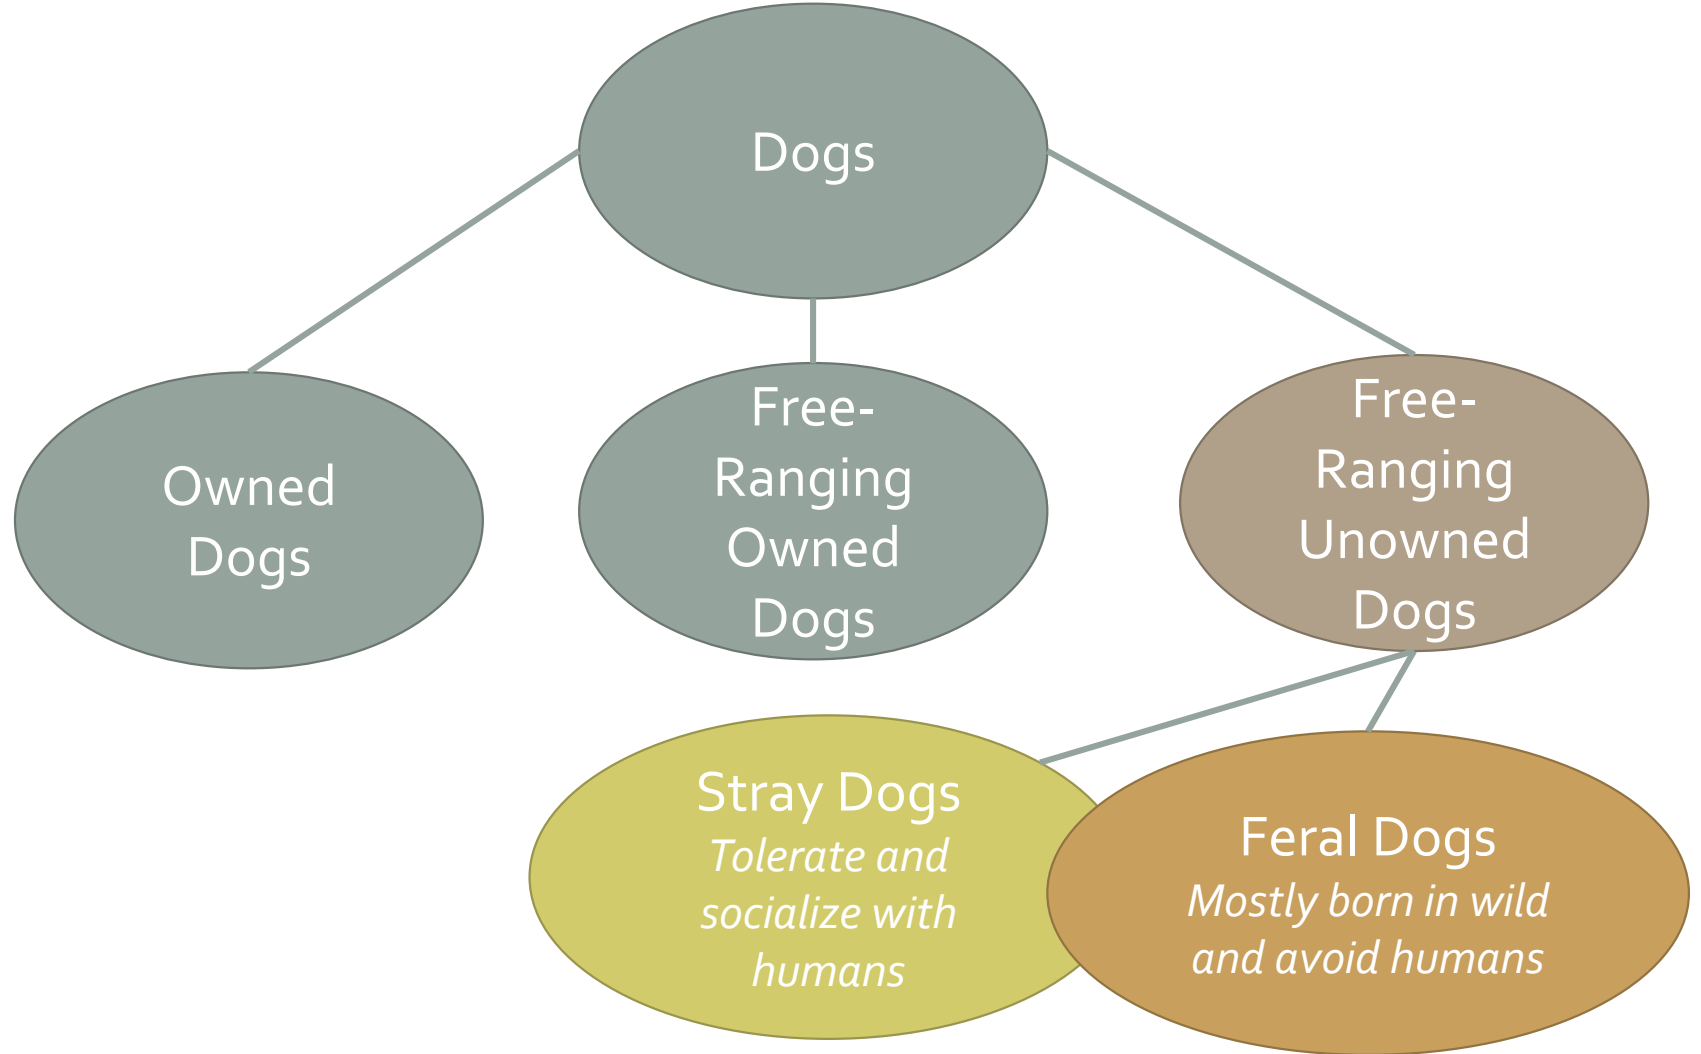 Dogs
Owned
Dogs
Free-
Ranging
Owned
Dogs
Free-
Ranging
Unowned
Dogs
Stray Dogs
Tolerate and
socialize with
humans
Feral Dogs
Mostly born in wild
and avoid humans